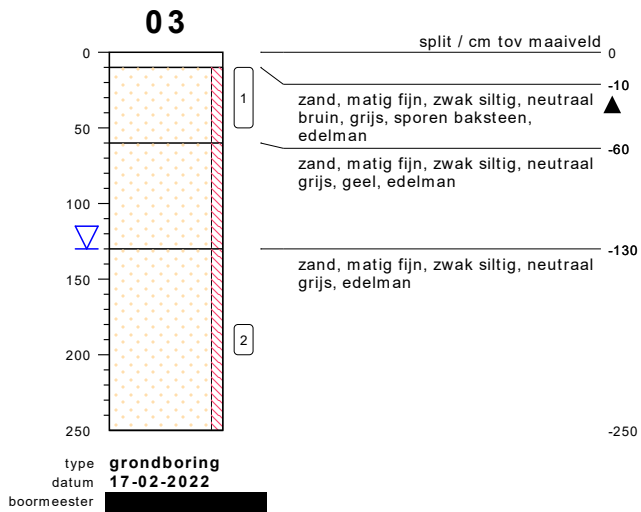 03
split / cm tov maaiveld
0
0
-10
zand, matig fijn, zwak siltig, neutraal
bruin, grijs, sporen baksteen,
edelman
1
50
-60
zand, matig fijn, zwak siltig, neutraal
grijs, geel, edelman
100
-130
zand, matig fijn, zwak siltig, neutraal
grijs, edelman
150
2
200
250
-250
type grondboring
datum 17-02-2022
boormeester